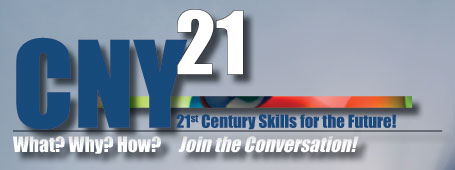 CNY21
21st Century Skills for the Future!
What? Why? How? Join the Conversation!